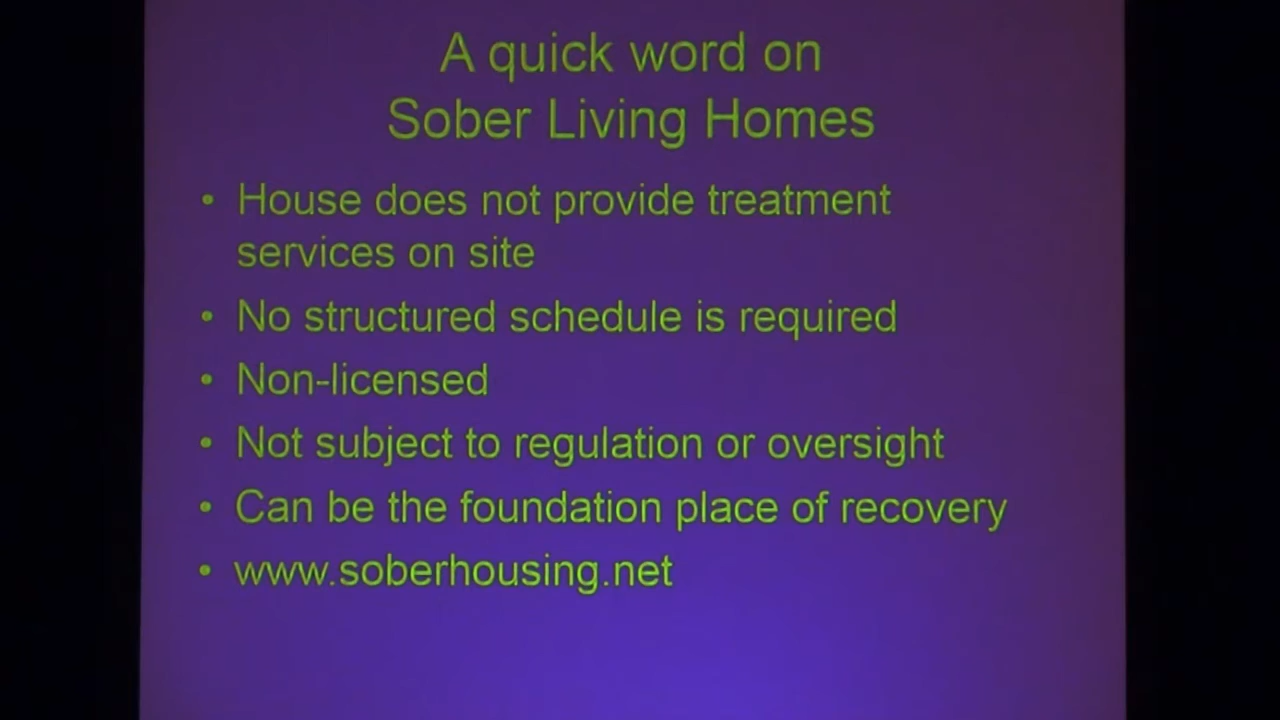 A quick word on
Sober Living Homes
• House does not provide treatment
services on site
• No structured schedule is required
• Non-licensed
• Not subject to regulation or oversight
• Can be the foundation place of recovery
• www.soberhousing.net